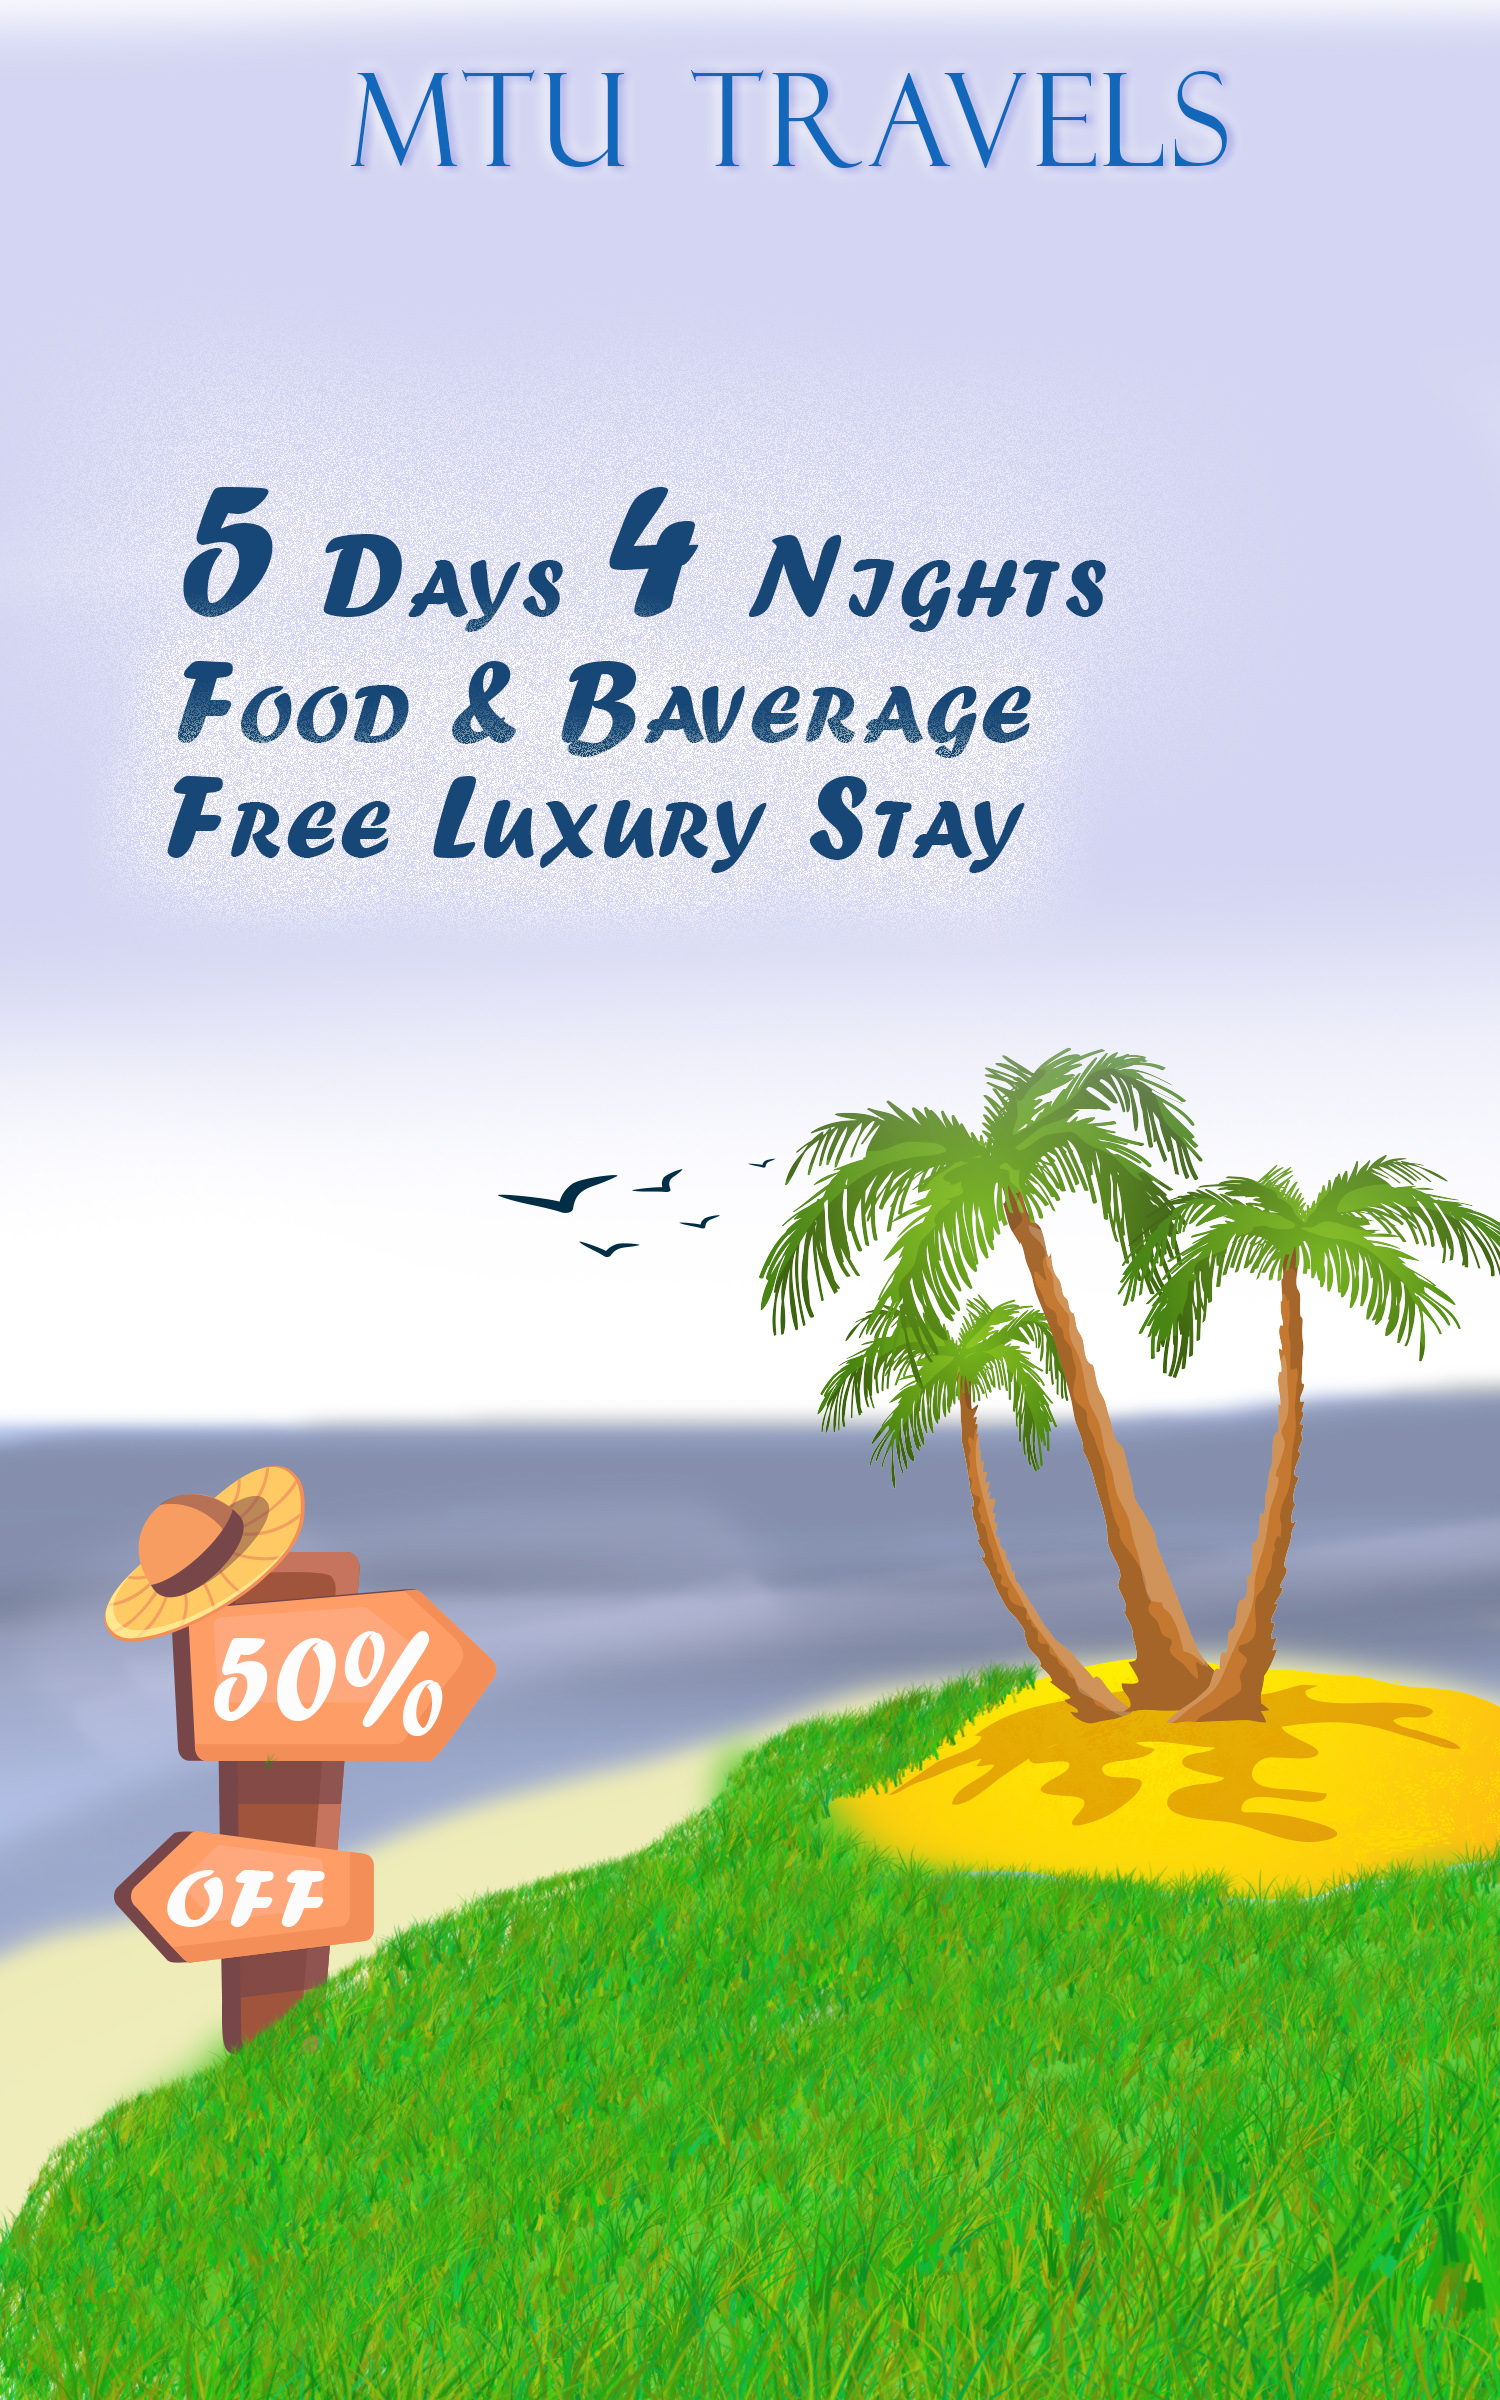 MTU TRAVELS
5 Days 4 Nights
Food & Baverage
Free Luxury Stay
50%
OFF